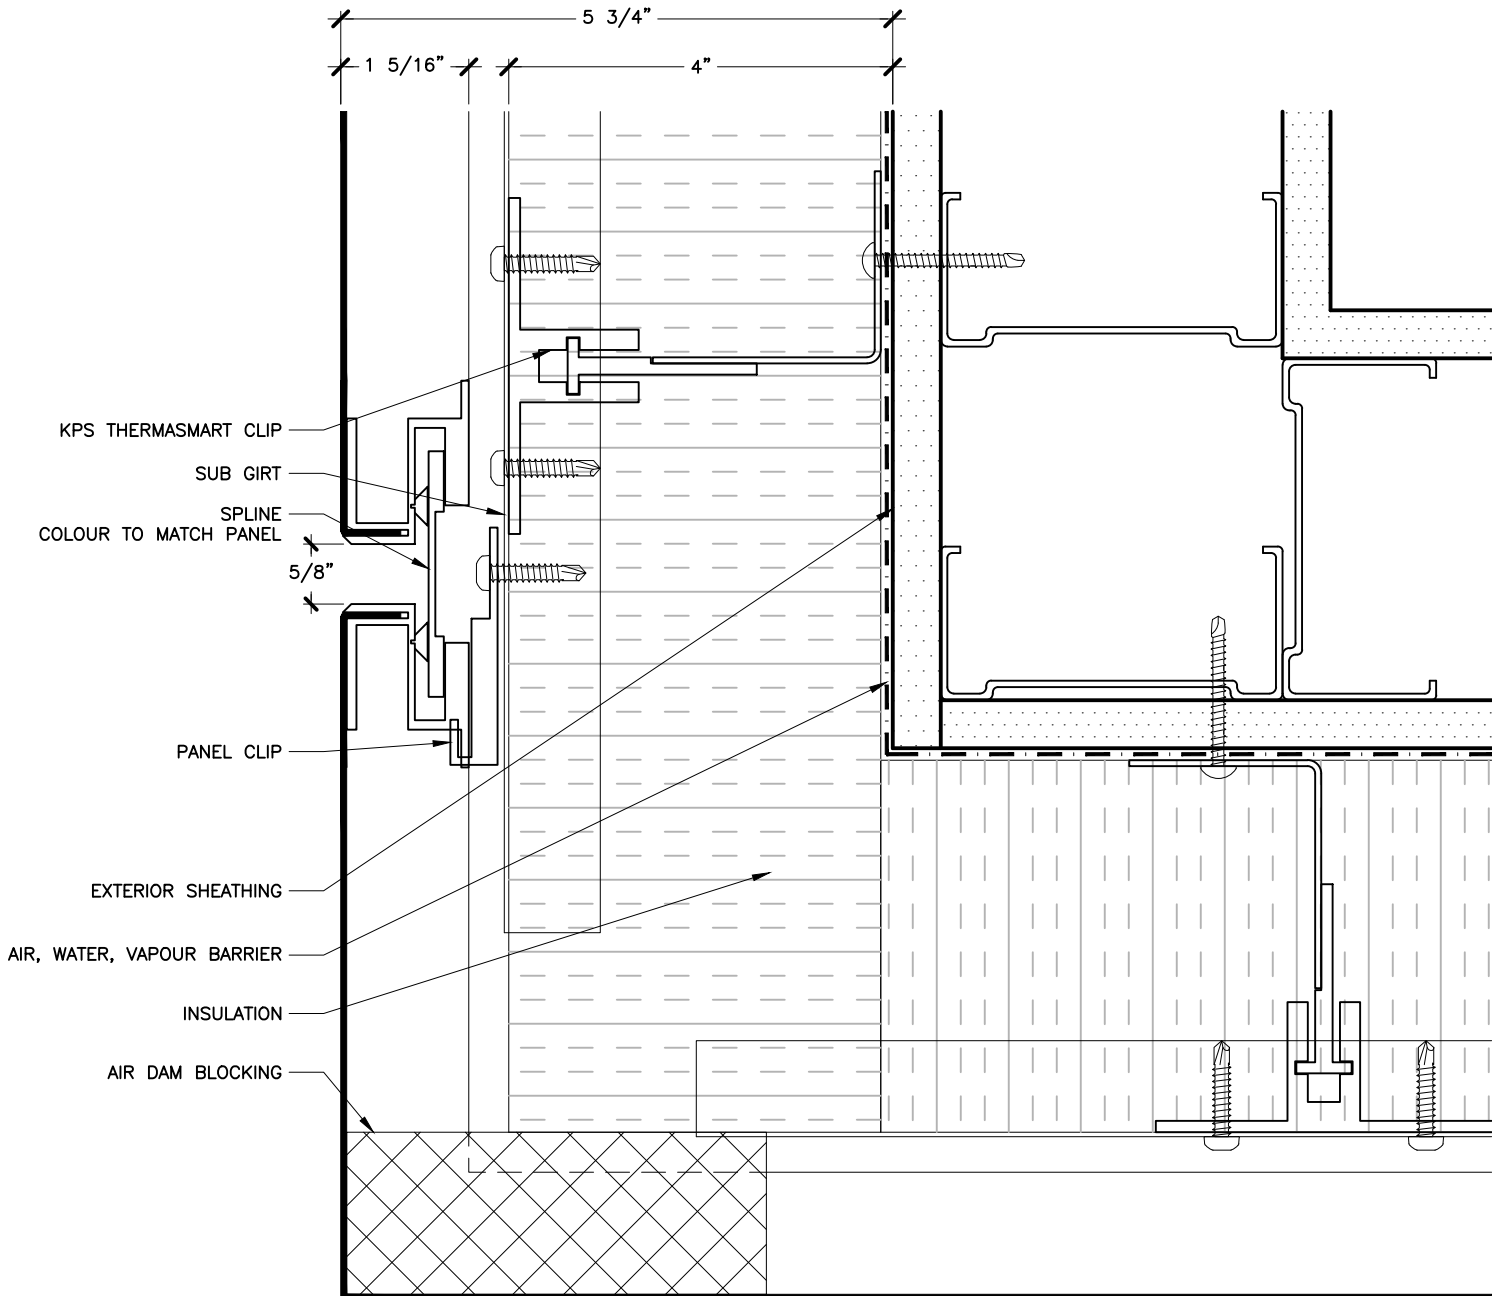 5 3/4"
1 5/16"
4"
KPS THERMASMART CLIP
SUB GIRT
SPLINE
COLOUR TO MATCH PANEL
5/8"
PANEL CLIP
EXTERIOR SHEATHING
AIR, WATER, VAPOUR BARRIER
INSULATION
AIR DAM BLOCKING